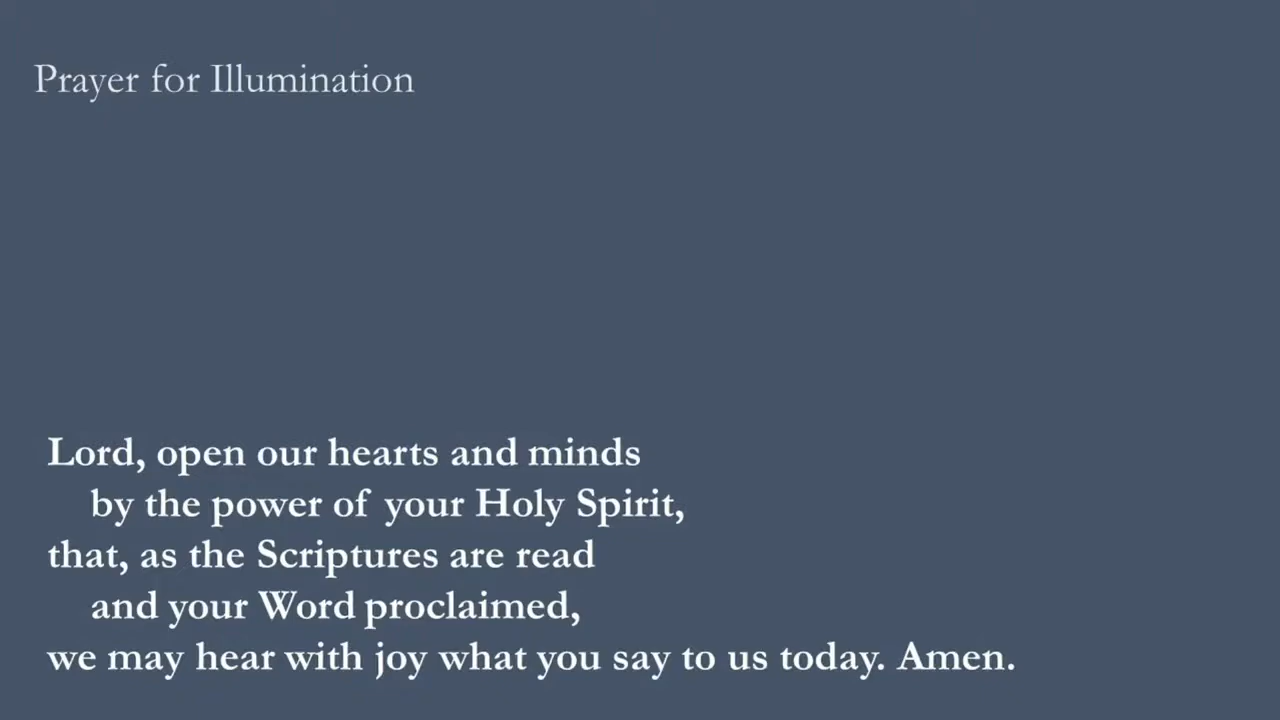 Prayer for Illumination
Lord, open our hearts and minds
by the power of your Holy Spirit,
that, as the Scriptures are read
and your Word proclaimed,
we may hear with joy what you say to us today. Amen.